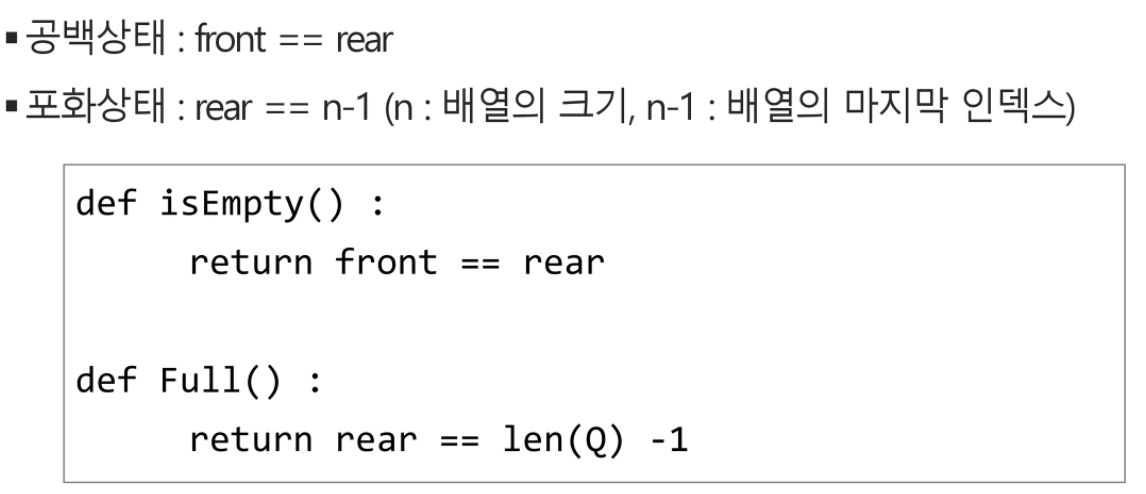 ▪ 공백상태 : front == rear
▪ 포화상태 : rear == n-1 (n : 배열의 크기, n-1 : 배열의 마지막 인덱스)
def isEmpty() :
return front == rear
def Full() :
return rear == len(Q) -1